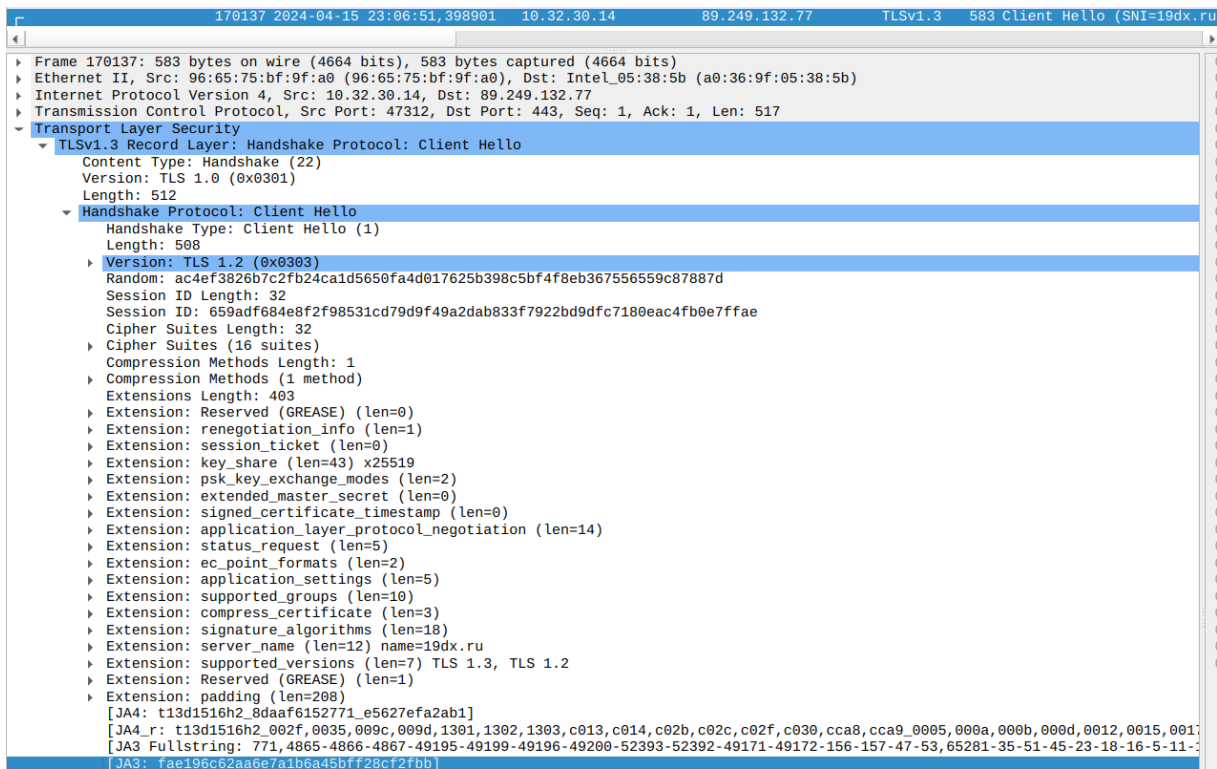 170137 2024-04-15 23:06:51,398901 10.32.30.14 89.249.132.77 TLSv1.3 583 Client Hello (SNI=19dx.ru
Frame 170137: 583 bytes on wire (4664 bits), 583 bytes captured (4664 bits)
Ethernet II, Src: 96:65:75:bf:9f:a0 (96:65:75:bf:9f:a0), Dst: Intel_05:38:5b (a0:36:9f:05:38:5b)
Internet Protocol Version 4, Src: 10.32.30.14, Dst: 89.249.132.77
Transmission Control Protocol, Src Port: 47312, Dst Port: 443, Seq: 1, Ack: 1, Len: 517
Transport Layer Security
TLSv1.3 Record Layer: Handshake Protocol: Client Hello
Content Type: Handshake (22)
Version: TLS 1.0 (0x0301)
Length: 512
Handshake Protocol: Client Hello
Handshake Type: Client Hello (1)
Length: 508
Version: TLS 1.2 (0x0303)
Random: ac4ef3826b7c2fb24ca1d5650fa4d017625b398c5bf4f8eb367556559c87887d
Session ID Length: 32
Session ID: 659adf684e8f2f98531cd79d9f49a2dab833f7922bd9dfc7180eac4fb0e7ffae
Cipher Suites Length: 32
Cipher Suites (16 suites)
Compression Methods Length: 1
Compression Methods (1 method)
Extensions Length: 403
Extension: Reserved (GREASE) (len=0)
Extension: renegotiation_info (len=1)
Extension: session_ticket (len=0)
Extension: key_share (len=43) x25519
Extension: psk_key_exchange_modes (len=2)
Extension: extended_master_secret (len=0)
Extension: signed_certificate_timestamp (len=0)
Extension: application_layer_protocol_negotiation (len=14)
Extension: status_request (len=5)
Extension: ec_point_formats (len=2)
Extension: application_settings (len=5)
Extension: supported_groups (len=10)
Extension: compress_certificate (len=3)
Extension: signature_algorithms (len=18)
Extension: server_name (len=12) name=19dx.ru
Extension: supported_versions (len=7) TLS 1.3, TLS 1.2
Extension: Reserved (GREASE) (len=1)
Extension: padding (len=208)
[JA4: t13d1516h2_8daaf6152771_e5627efa2ab1]
[JA4_r: t13d1516h2_002f,0035,009c,009d,1301,1302,1303,c013,c014,c02b,c02c,c02f,c030,cca8,cca9_0005,000a,000b,000d,0012,0015,0017
[JA3 Fullstring: 771,4865-4866-4867-49195-49199-49196-49200-52393-52392-49171-49172-156-157-47-53,65281-35-51-45-23-18-16-5-11-1
[JA3: fae196c62aa6e7a1b6a45bff28cf2fbb]